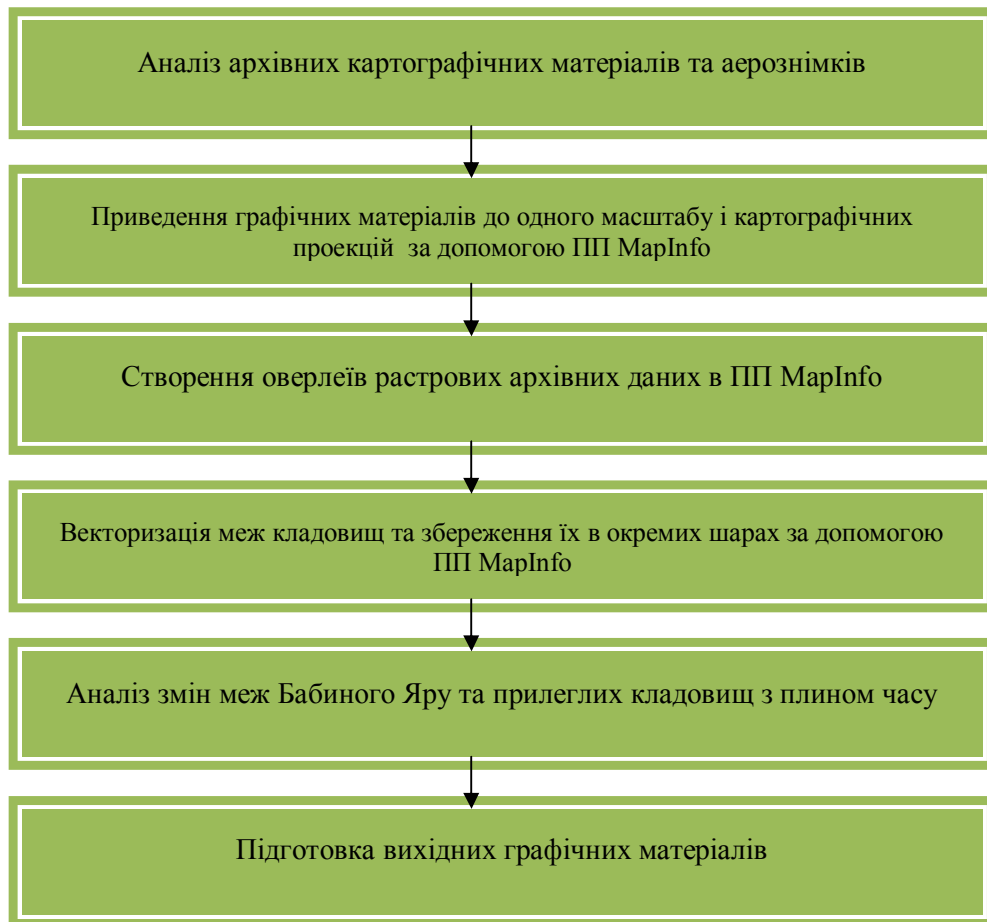 Аналіз архівних картографічних матеріалів та аерознімків
Приведення графічних матеріалів до одного масштабу і картографічних
проекцій за допомогою ПП MapInfo
Створення оверлеїв растрових архівних даних в ПП MapInfo
Векторизація меж кладовищ та збереження їх в окремих шарах за допомогою
ПП MapInfo
Аналіз змін меж Бабиного Яру та прилеглих кладовищ з плином часу
Підготовка вихідних графічних матеріалів